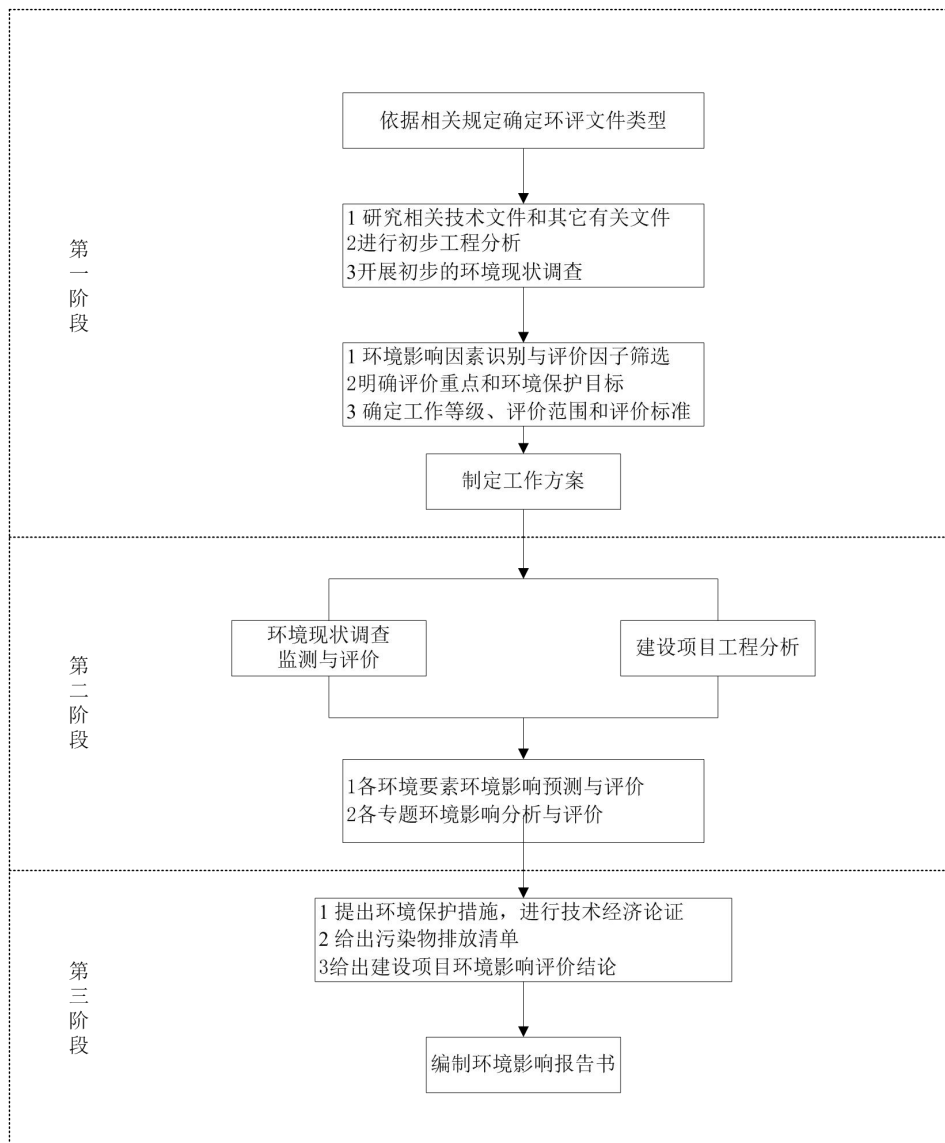 依据相关规定确定环评文件类型
第一阶段
1 研究相关技术文件和其它有关文件
2进行初步工程分析
3开展初步的环境现状调查
1 环境影响因素识别与评价因子筛选
2明确评价重点和环境保护目标
3 确定工作等级、评价范围和评价标准
制定工作方案
第二阶段
环境现状调查
监测与评价
建设项目工程分析
1各环境要素环境影响预测与评价
2各专题环境影响分析与评价
第三阶段
1 提出环境保护措施，进行技术经济论证
2 给出污染物排放清单
3给出建设项目环境影响评价结论
编制环境影响报告书